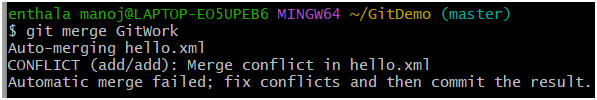 enthala manoj@LAPTOP-EO5UPEB6 MINGW64 ~/GitDemo (master)
$ git merge GitWork
Auto-merging hello.xml
CONFLICT (add/add): Merge conflict in hello.xml
Automatic merge failed; fix conflicts and then commit the result.